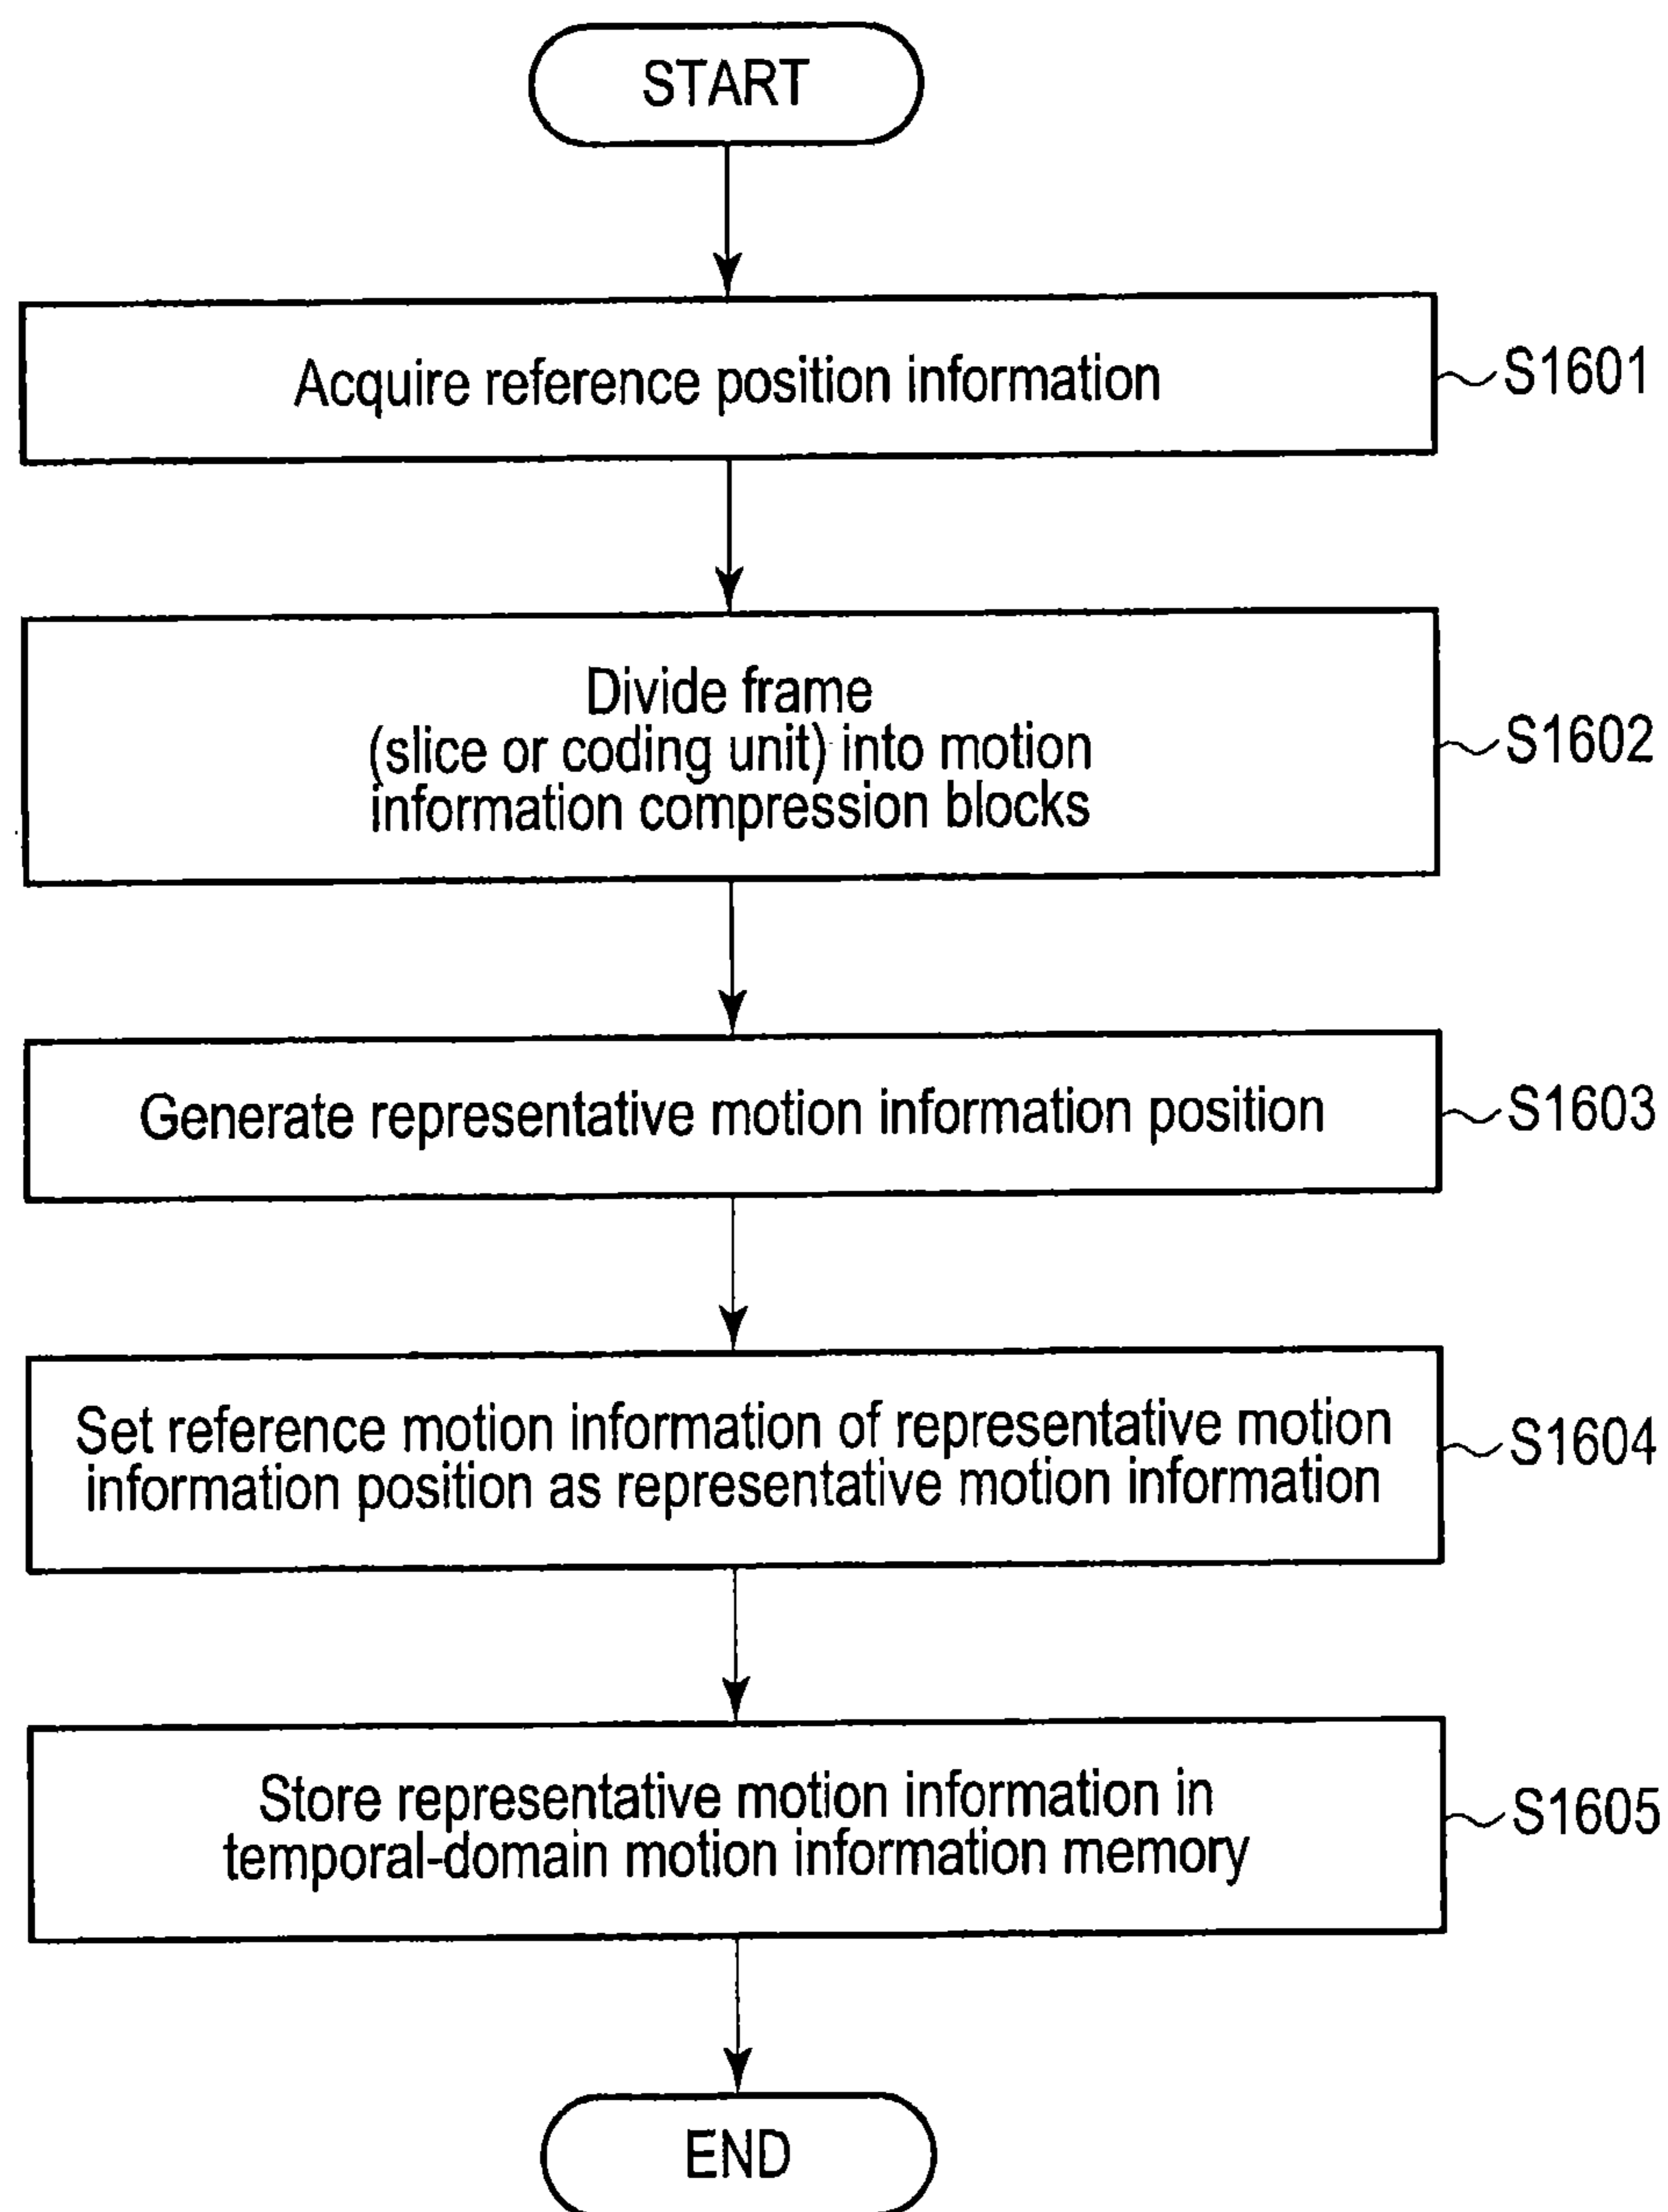 START
Acquire reference position information
S1601
Divide frame
(slice or coding unit) into motion
information compression blocks
S1602
Generate representative motion information position
S1603
Set reference motion information of representative motion
information position as representative motion information
S1604
Store representative motion information in
temporal-domain motion information memory
S1605
END